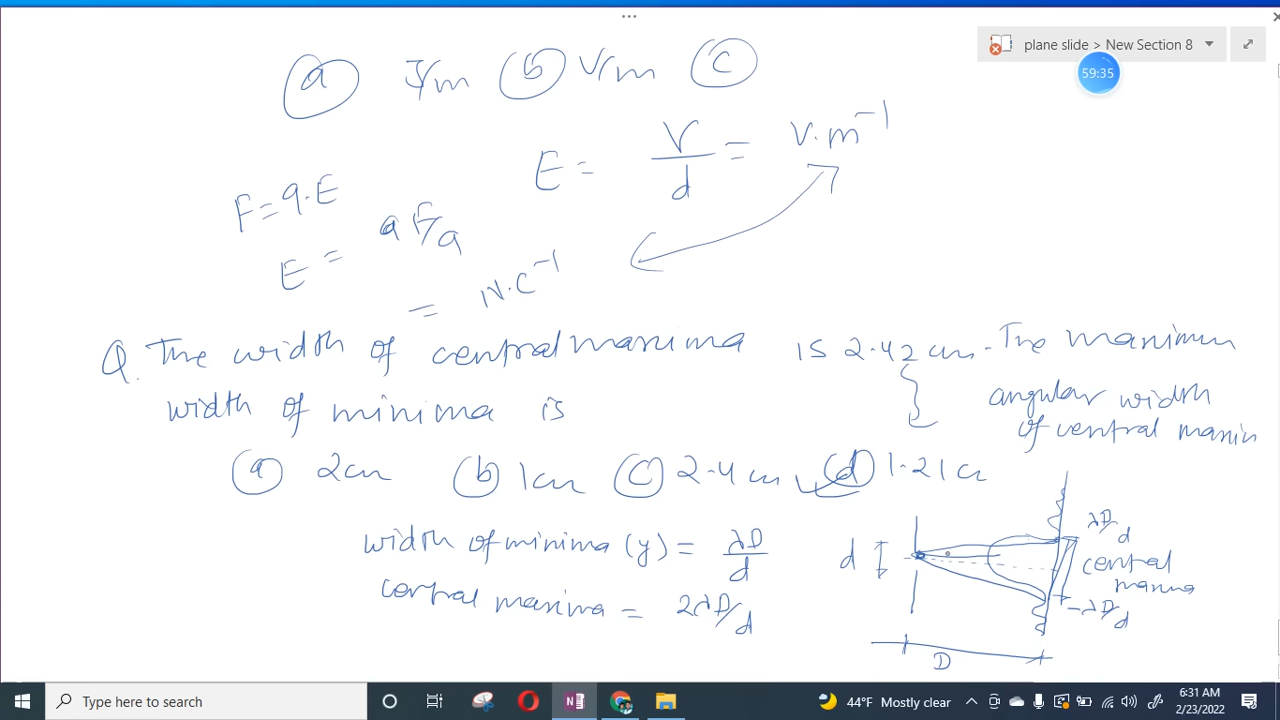 plane slide > New Section 8
59:35
a J/m b V/m c
E = V/d = V.m⁻¹
F = q.E
E = F/q
= N.C⁻¹
Q. The width of central maxima is 2.42 cm. The maximum
width of minima is
angular width
of central maxim
a 2cm b 1cm c 2.4 cm d 1.21 c
width of minima (y) = λD/d
central maxima = 2λD/d
d
λD/d
central
maxima
-λD/d
D
Type here to search
44°F Mostly clear
6:31 AM
2/23/2022